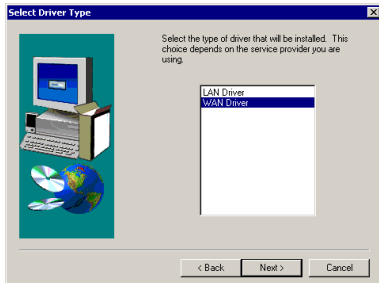 Select Driver Type
Select the type of driver that will be installed. This
choice depends on the service provider you are
using.
LAN Driver
WAN Driver
< Back
Next >
Cancel